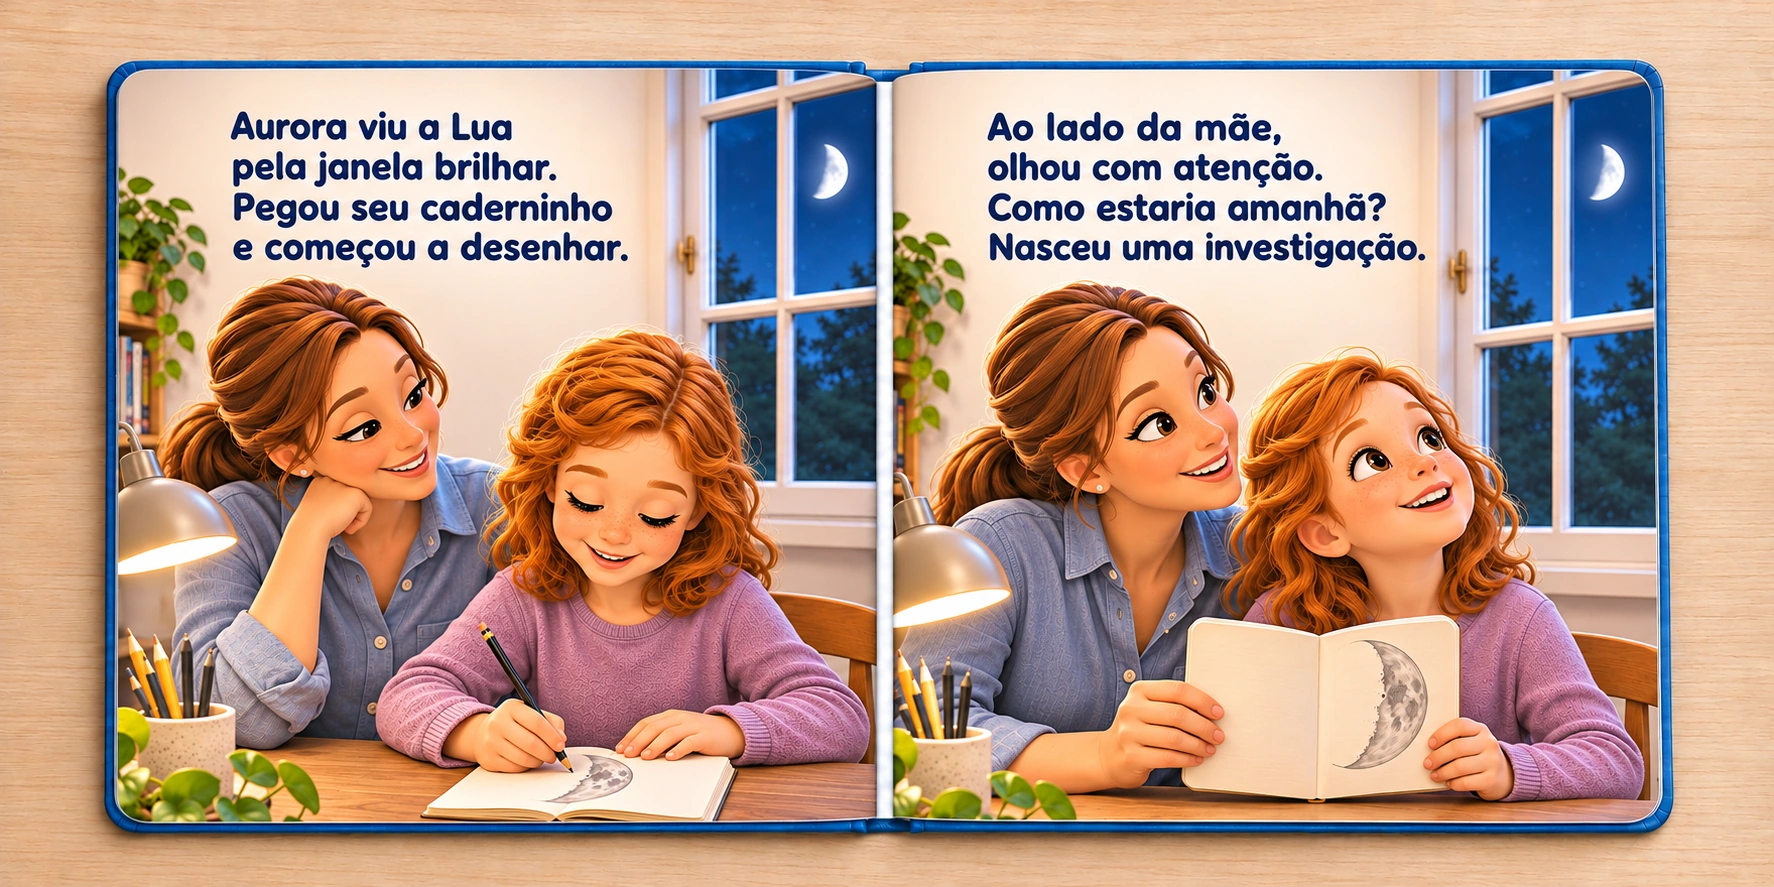 Aurora viu a Lua
pela janela brilhar.
Pegou seu caderninho
e começou a desenhar.
Ao lado da mãe,
olhou com atenção.
Como estaria amanhã?
Nasceu uma investigação.